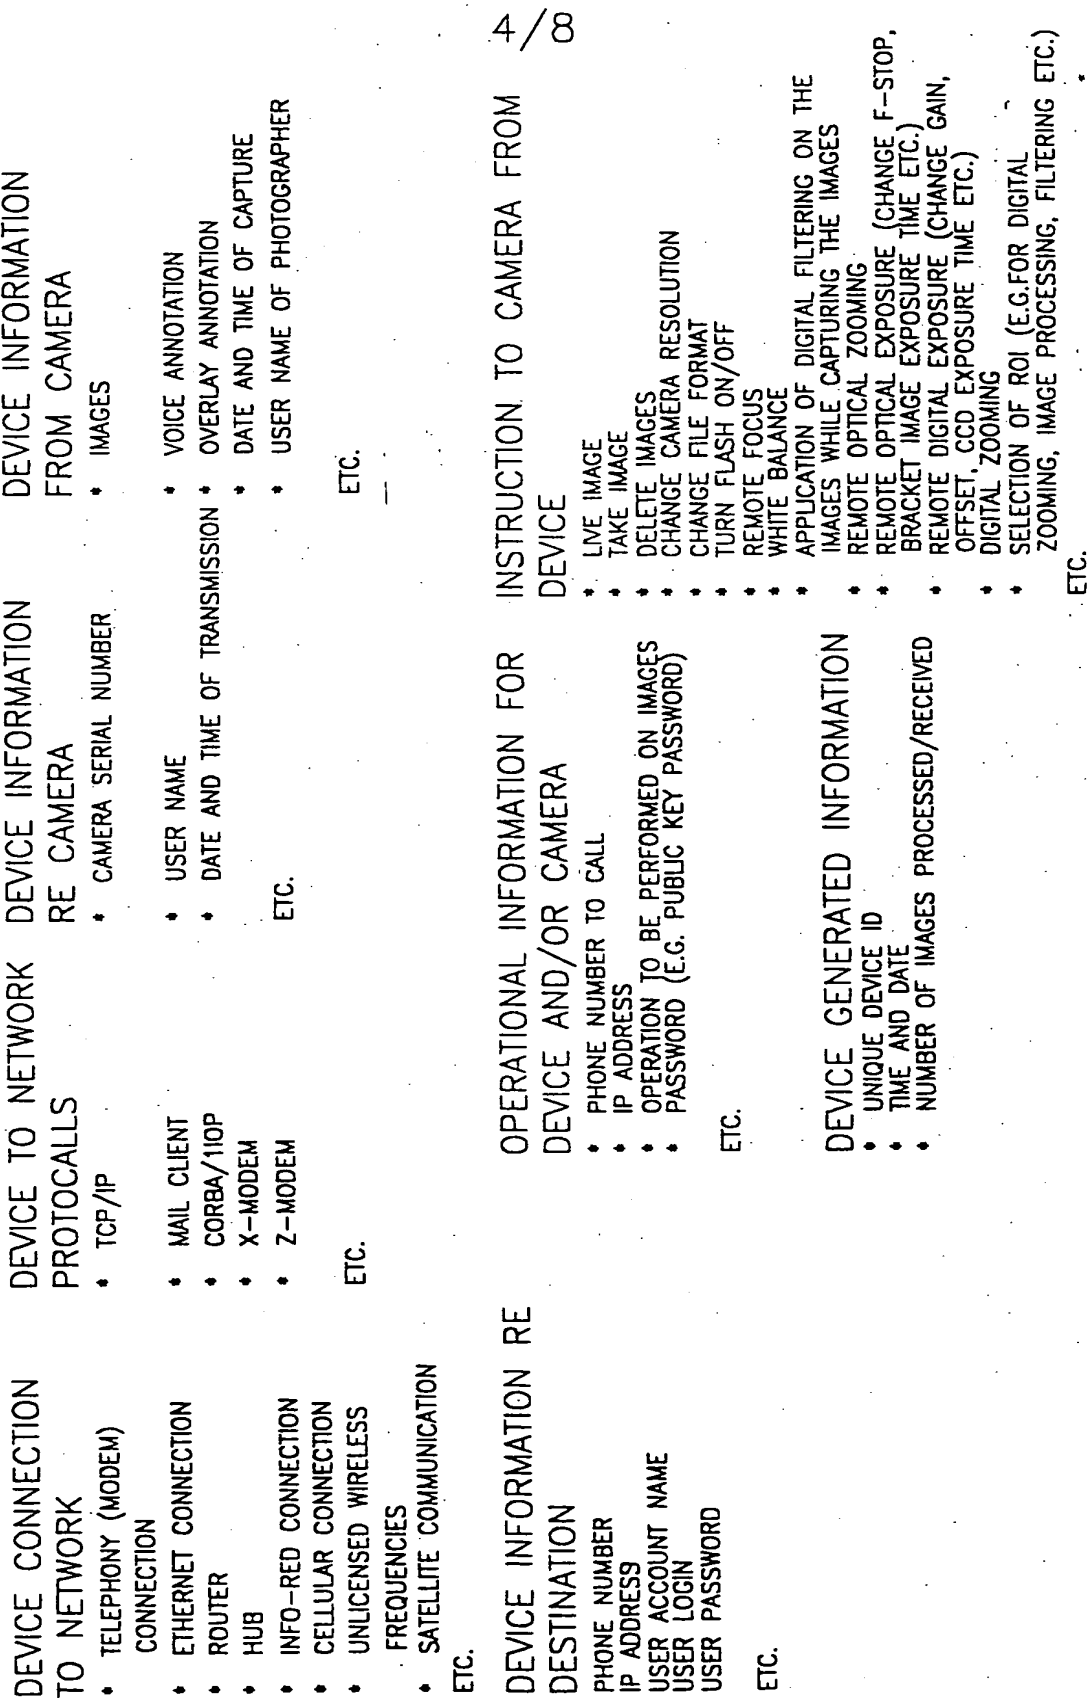 4/8
DEVICE CONNECTION
TO NETWORK
* TELEPHONY (MODEM)
CONNECTION
* ETHERNET CONNECTION
* ROUTER
* HUB
* INFO-RED CONNECTION
* CELLULAR CONNECTION
* UNLICENSED WIRELESS
FREQUENCIES
* SATELLITE COMMUNICATION
ETC.
DEVICE TO NETWORK
PROTOCALLS
* TCP/IP
* MAIL CLIENT
* CORBA/110P
* X-MODEM
* Z-MODEM
ETC.
DEVICE INFORMATION
RE CAMERA
* CAMERA SERIAL NUMBER
* USER NAME
* DATE AND TIME OF TRANSMISSION
ETC.
DEVICE INFORMATION
FROM CAMERA
* IMAGES
* VOICE ANNOTATION
* OVERLAY ANNOTATION
* DATE AND TIME OF CAPTURE
* USER NAME OF PHOTOGRAPHER
ETC.
DEVICE INFORMATION RE
DESTINATION
PHONE NUMBER
IP ADDRESS
USER ACCOUNT NAME
USER LOGIN
USER PASSWORD
ETC.
OPERATIONAL INFORMATION FOR
DEVICE AND/OR CAMERA
* PHONE NUMBER TO CALL
* IP ADDRESS
* OPERATION TO BE PERFORMED ON IMAGES
* PASSWORD (E.G. PUBLIC KEY PASSWORD)
ETC.
DEVICE GENERATED INFORMATION
* UNIQUE DEVICE ID
* TIME AND DATE
* NUMBER OF IMAGES PROCESSED/RECEIVED
INSTRUCTION TO CAMERA FROM
DEVICE
* LIVE IMAGE
* TAKE IMAGE
* DELETE IMAGES
* CHANGE CAMERA RESOLUTION
* CHANGE FILE FORMAT
* TURN FLASH ON/OFF
* REMOTE FOCUS
* WHITE BALANCE
* APPLICATION OF DIGITAL FILTERING ON THE
IMAGES WHILE CAPTURING THE IMAGES
* REMOTE OPTICAL ZOOMING
* REMOTE OPTICAL EXPOSURE (CHANGE F-STOP,
BRACKET IMAGE EXPOSURE TIME ETC.)
* REMOTE DIGITAL EXPOSURE (CHANGE GAIN,
OFFSET, CCD EXPOSURE TIME ETC.)
* DIGITAL ZOOMING
* SELECTION OF ROI (E.G.FOR DIGITAL
ZOOMING, IMAGE PROCESSING, FILTERING ETC.)
ETC.